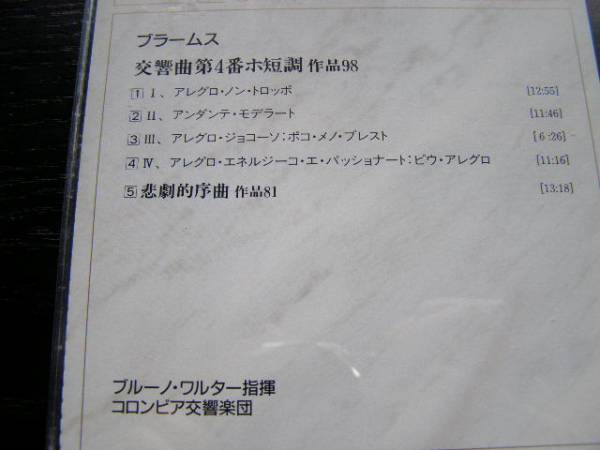 ブラームス
交響曲第4番ホ短調 作品98
1 I、アレグロ・ノン・トロッポ [12:55]
2 II、アンダンテ・モデラート [11:46]
3 III、アレグロ・ジョコーソ:ポコ・メノ・プレスト [6:26]
4 IV、アレグロ・エネルジーコ・エ・パッショナート:ピウ・アレグロ [11:16]
5 悲劇的序曲 作品81 [13:18]
ブルーノ・ワルター指揮
コロンビア交響楽団